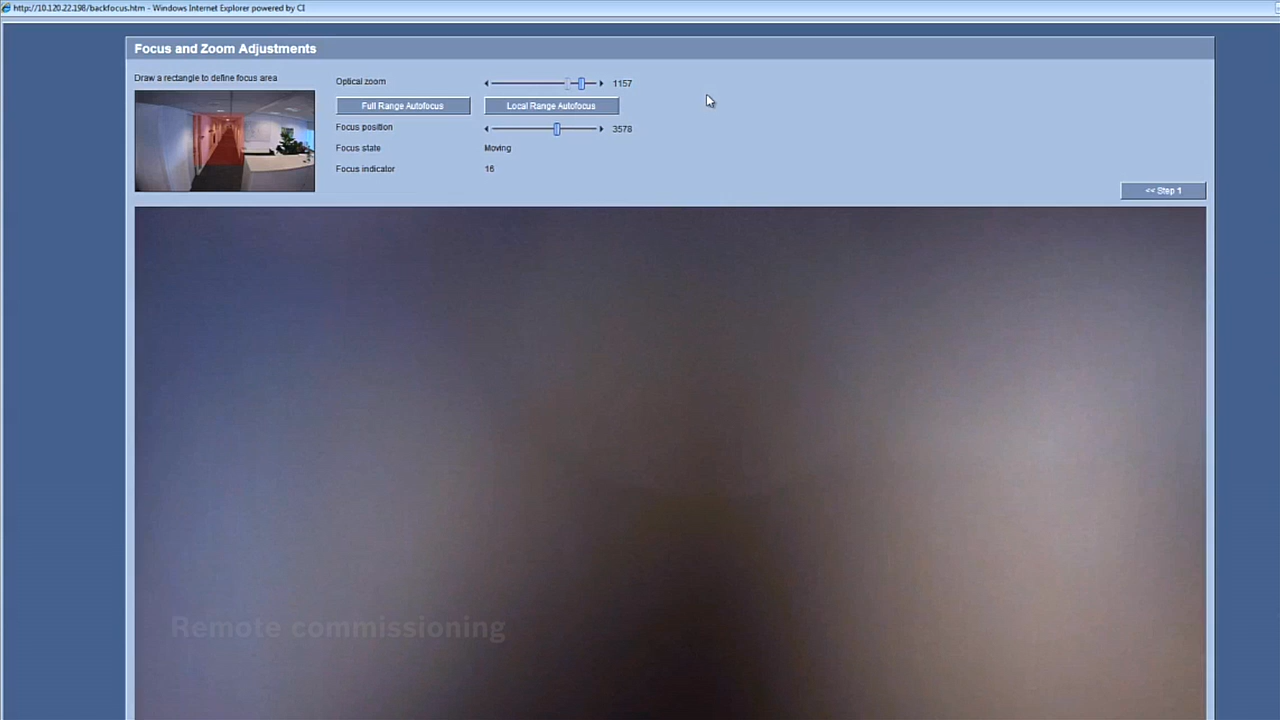 http://10.120.22.198/backfocus.htm - Windows Internet Explorer powered by CI
Focus and Zoom Adjustments
Draw a rectangle to define focus area
Optical zoom
1157
Full Range Autofocus
Local Range Autofocus
Focus position
3578
Focus state
Moving
Focus indicator
16
<< Step 1
Remote commissioning